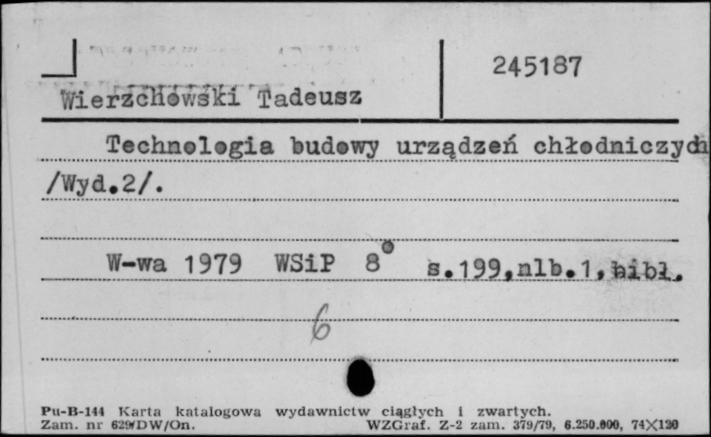 245187
Wierzchowski Tadeusz
Technologia budowy urządzeń chłodniczych
/Wyd.2/.
W-wa 1979 WSiP 8° s.199,nlb.1, bibl.
6
Pu-B-144 Karta katalogowa wydawnictw ciągłych i zwartych.
Zam. nr 629/DW/On. WZGraf. Z-2 zam. 379/79, 6.250.000, 74X120